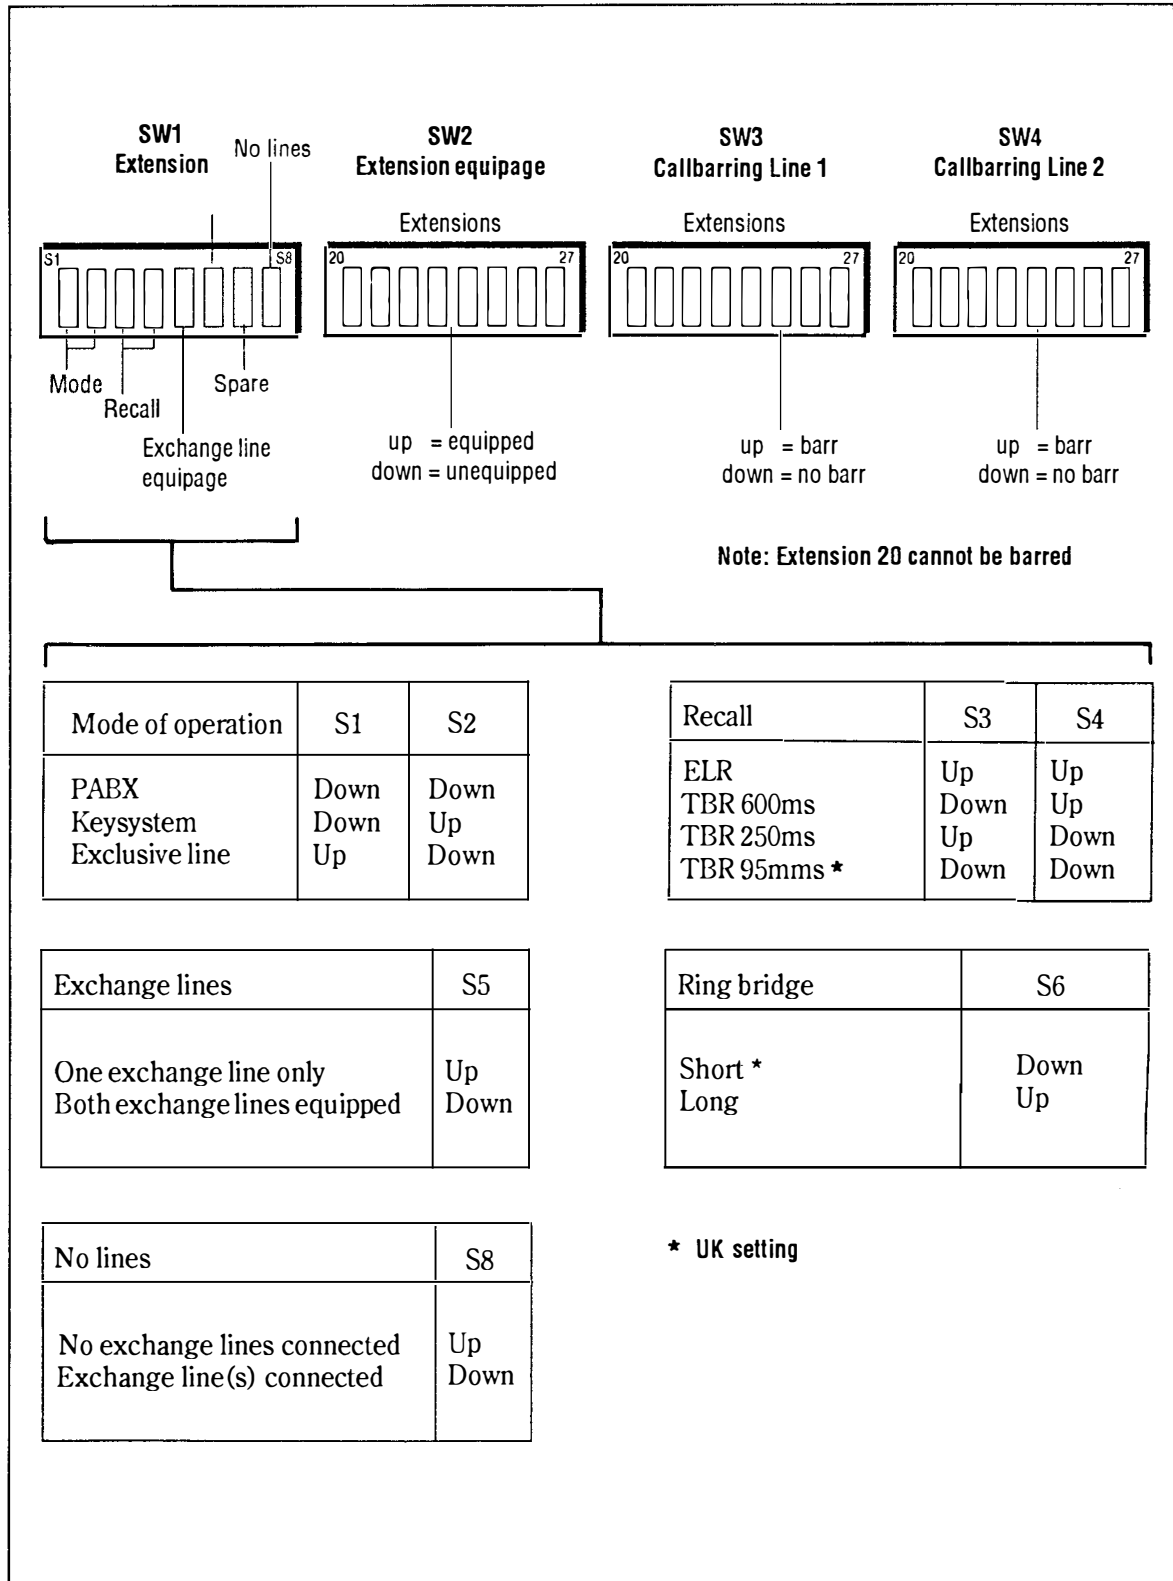 SW1
Extension
No lines
SW2
Extension equipage
SW3
Callbarring Line 1
SW4
Callbarring Line 2
Extensions
Extensions
Extensions
S1 S8
20 27
20 27
20 27
Mode
Recall
Spare
Exchange line
equipage
up = equipped
down = unequipped
up = barr
down = no barr
up = barr
down = no barr
Note: Extension 20 cannot be barred
Mode of operation S1 S2
PABX Down Down
Keysystem Down Up
Exclusive line Up Down
Recall S3 S4
ELR Up Up
TBR 600ms Down Up
TBR 250ms Up Down
TBR 95mms * Down Down
Exchange lines S5
One exchange line only Up
Both exchange lines equipped Down
Ring bridge S6
Short * Down
Long Up
No lines S8
No exchange lines connected Up
Exchange line(s) connected Down
* UK setting